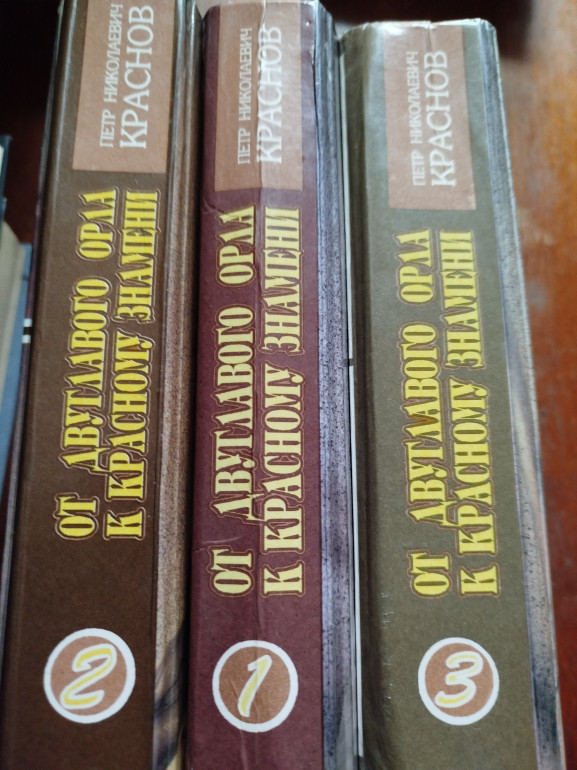 ПЕТР НИКОЛАЕВИЧ
КРАСНОВ
ОТ ДВУГЛАВОГО ОРЛА
К КРАСНОМУ ЗНАМЕНИ
2
ПЕТР НИКОЛАЕВИЧ
КРАСНОВ
ОТ ДВУГЛАВОГО ОРЛА
К КРАСНОМУ ЗНАМЕНИ
1
ПЕТР НИКОЛАЕВИЧ
КРАСНОВ
ОТ ДВУГЛАВОГО ОРЛА
К КРАСНОМУ ЗНАМЕНИ
3